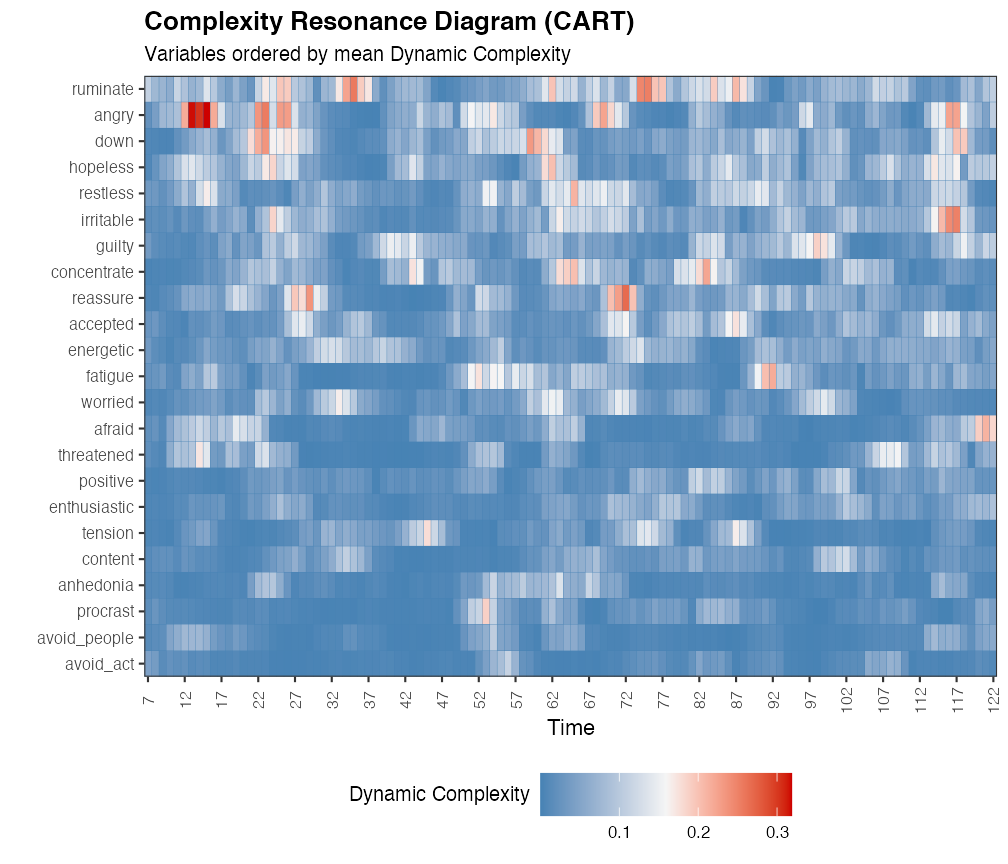 Complexity Resonance Diagram (CART)
Variables ordered by mean Dynamic Complexity
ruminate
angry
down
hopeless
restless
irritable
guilty
concentrate
reassure
accepted
energetic
fatigue
worried
afraid
threatened
positive
enthusiastic
tension
content
anhedonia
procrast
avoid_people
avoid_act
7 12 17 22 27 32 37 42 47 52 57 62 67 72 77 82 87 92 97 102 107 112 117 122
Time
Dynamic Complexity
0.1 0.2 0.3